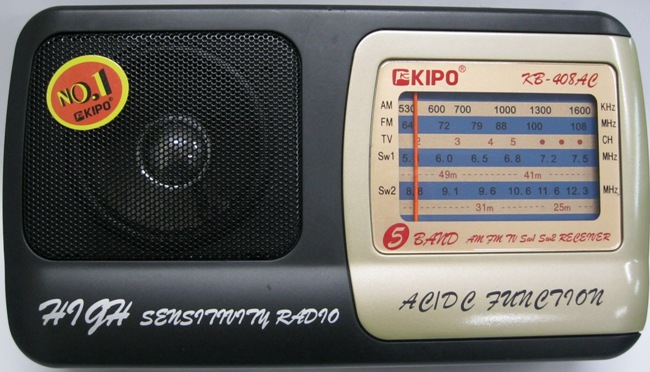 NO.1
KIPO
KIPO® KB-408AC
AM 530 600 700 1000 1300 1600 KHz
FM 64 72 79 88 100 108 MHz
TV 2 3 4 5 CH
Sw1 5. 6.0 6.5 6.8 7.2 7.5 MHz
49m 41m
Sw2 8.8 9.1 9.6 10.6 11.6 12.3 MHz
31m 25m
5 BAND AM FM TV Sw1 Sw2 RECEIVER
HIGH SENSITIVITY RADIO
AC/DC FUNCTION